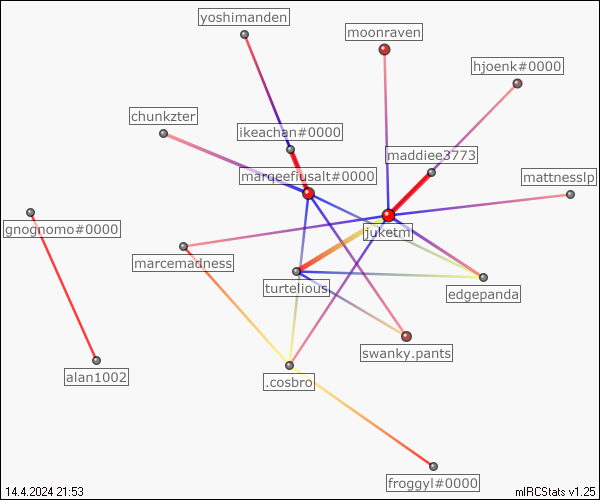 yoshimanden
moonraven
hjoenk#0000
chunkzter
ikeachan#0000
maddiee3773
marqeefiusalt#0000
mattnesslp
gnognomo#0000
juketm
marcemadness
turtelious
edgepanda
swanky.pants
alan1002
.cosbro
froggyl#0000
14.4.2024 21:53
mIRCStats v1.25